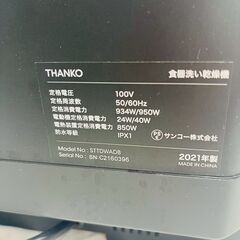 THANKO 食器洗い乾燥機
定格電圧 100V
定格周波数 50/60Hz
定格消費電力 934W/950W
電動機定格消費電力 24W/40W
電熱装置定格消費電力 850W
防水等級 IPX1
PSE サンコー株式会社
Model No : STTDWADB
Serial No : SN C2160396
2021年製
MADE IN CHINA